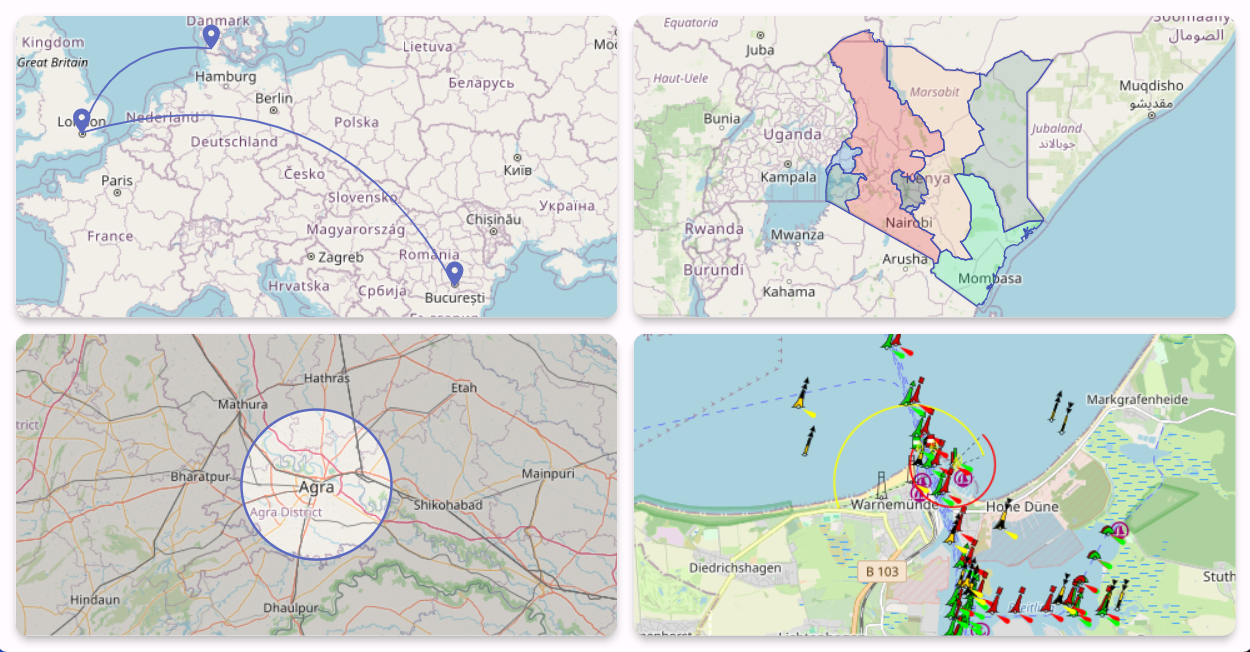 Danmark
Kingdom
Great Britain
Lietuva
Hamburg
Беларусь
Berlin
London
Nederland
Polska
Deutschland
Paris
Česko
Київ
Slovensko
Україна
Chișinău
France
Magyarország
România
Zagreb
Hrvatska
Србија
București
Equatoria
Soomaaliy
الصومال
Juba
Haut-Uele
Marsabit
Muqdisho
مقديشو
Bunia
Uganda
Jubaland
جوبالاند
Kampala
Kenya
Nairobi
Rwanda
Mwanza
Arusha
Burundi
Mombasa
Kahama
Hathras
Etah
Mathura
trict
Bharatpur
Mainpuri
Agra
Shikohabad
Agra District
Hindaun
Dhaulpur
Markgrafenheide
Warnemünde
Hohe Düne
Diedrichshagen
B 103
Stuth
Breitling